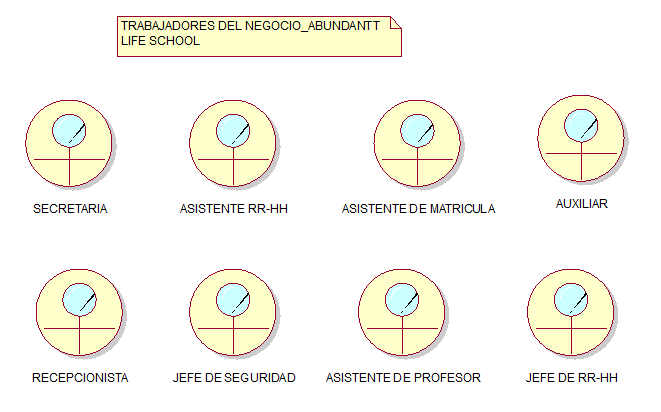 TRABAJADORES DEL NEGOCIO_ABUNDANTT
LIFE SCHOOL
SECRETARIA
ASISTENTE RR-HH
ASISTENTE DE MATRICULA
AUXILIAR
RECEPCIONISTA
JEFE DE SEGURIDAD
ASISTENTE DE PROFESOR
JEFE DE RR-HH